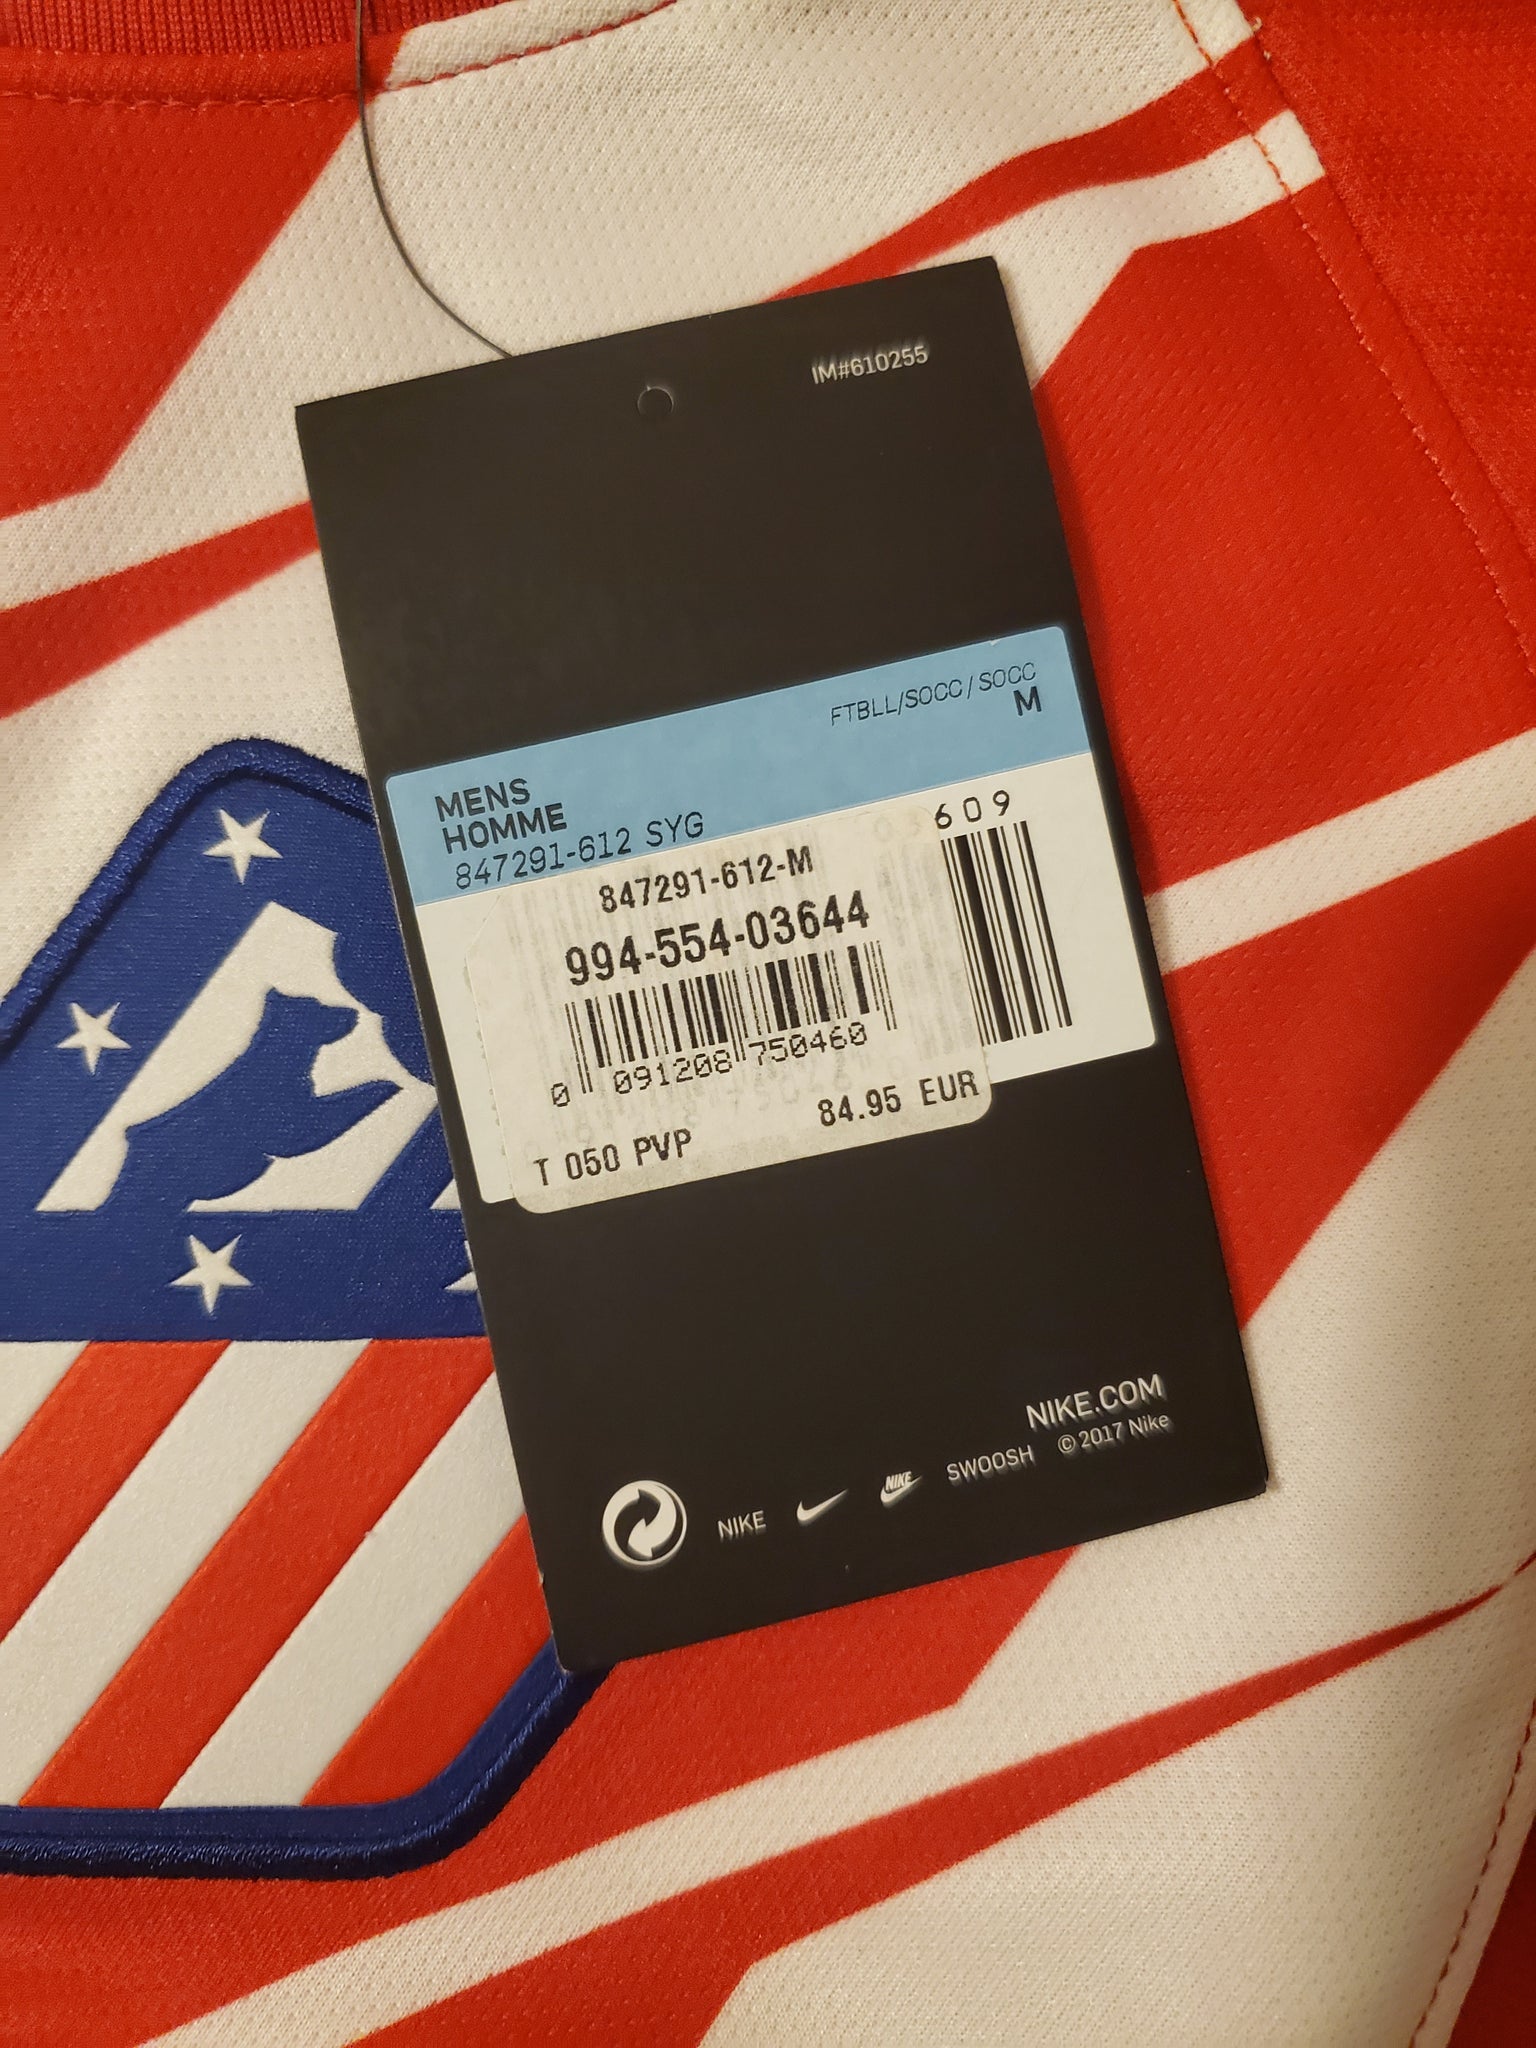 IM#610255
FTBLL/SOCC/SOCC
M
MENS
HOMME
847291-612 SYG
609
847291-612-M
994-554-03644
0 091208 750460
84.95 EUR
T 050 PVP
NIKE.COM
© 2017 Nike
NIKE NIKE SWOOSH